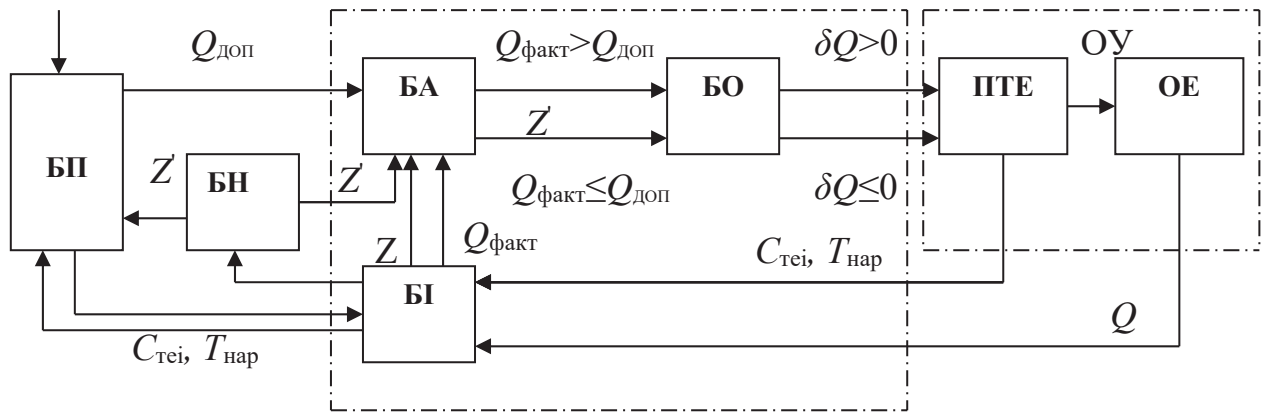 Qдоп
Qфакт>Qдоп
δQ>0
ОУ
БП
БА
БО
ПТЕ
ОЕ
Z'
БН
Z'
Z'
Qфакт≤Qдоп
δQ≤0
Z
Qфакт
Cтеі, Tнар
БІ
Q
Cтеі, Tнар